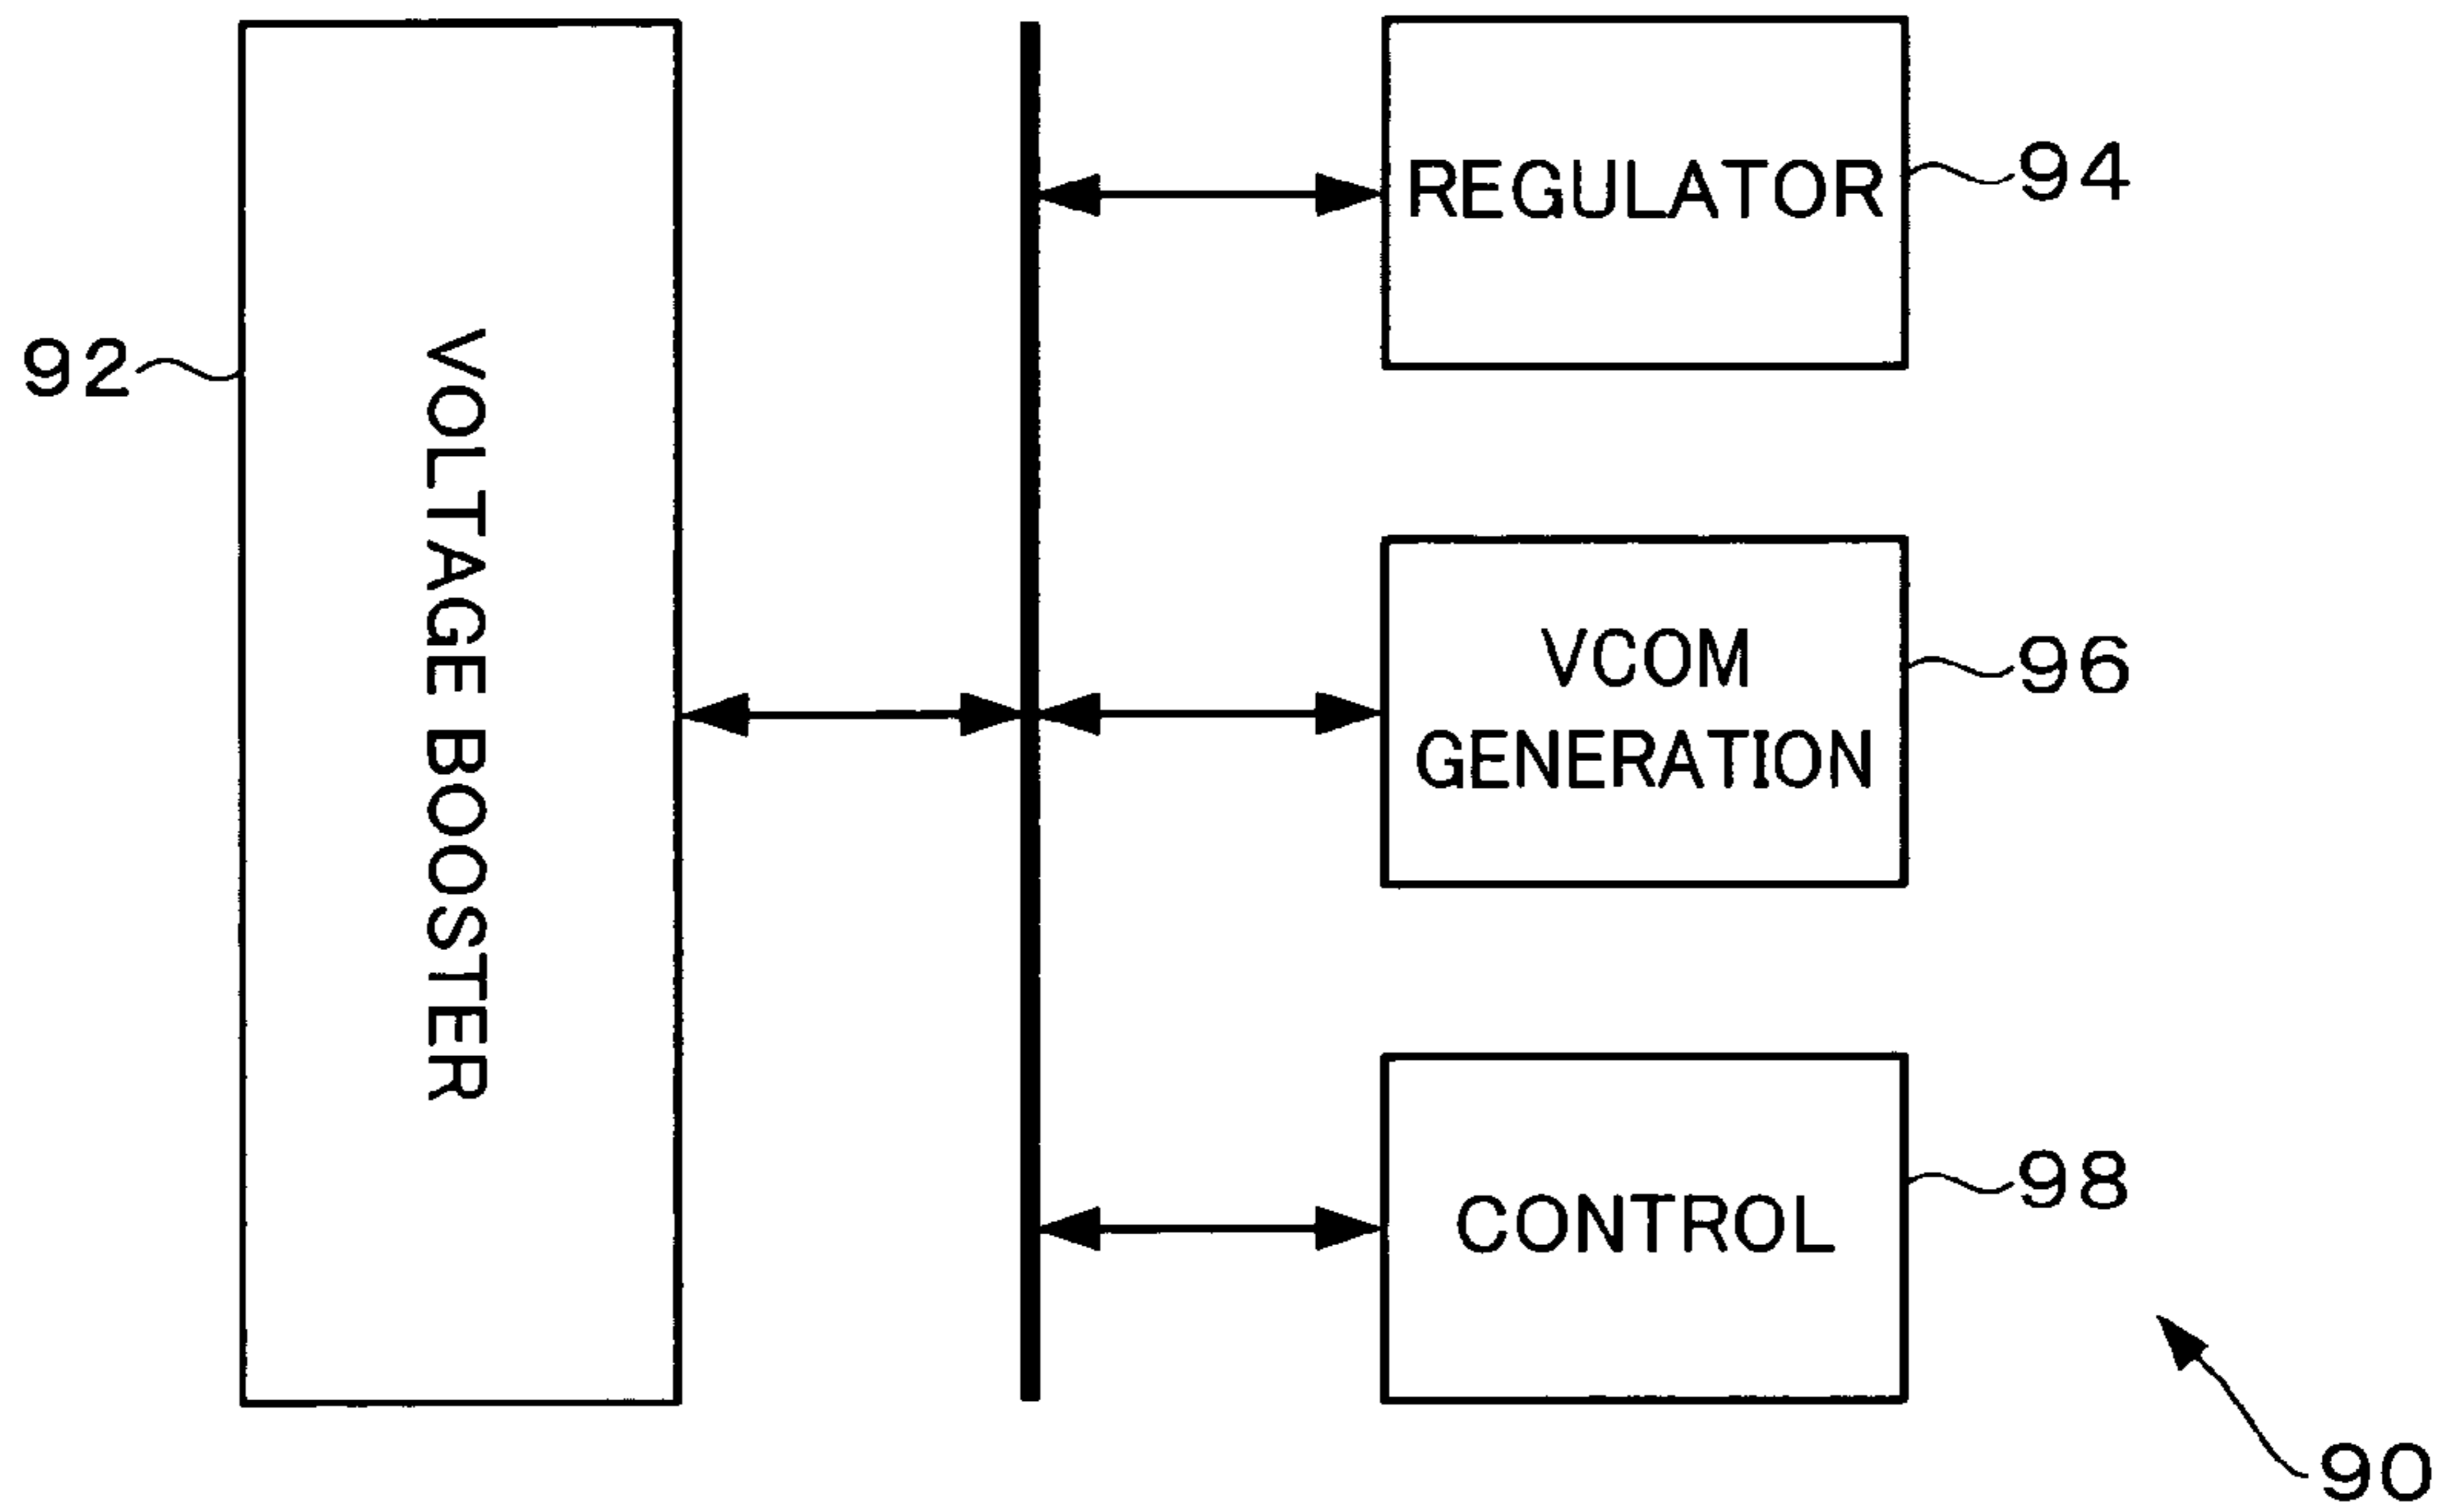 REGULATOR
94
92
VOLTAGE BOOSTER
VCOM
GENERATION
96
CONTROL
98
90